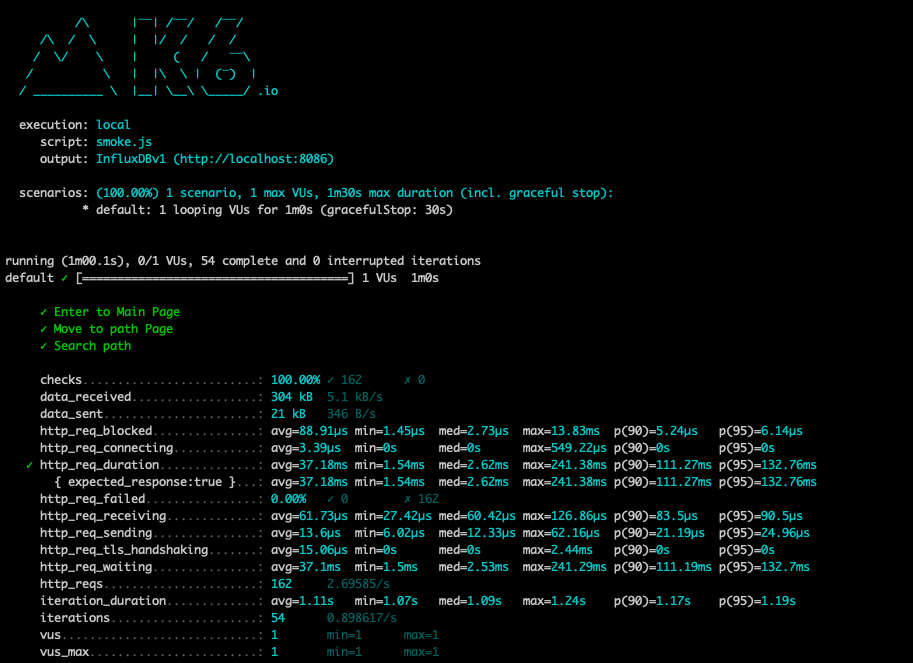 /\      |‾‾| /‾‾/   /‾‾/
     /\  /  \     |  |/  /   /  /
    /  \/    \    |     (   /   ‾‾\
   /          \   |  |\  \ |  (‾)  |
  / __________ \  |__| \__\ \_____/ .io
execution: local
script: smoke.js
output: InfluxDBv1 (http://localhost:8086)
scenarios: (100.00%) 1 scenario, 1 max VUs, 1m30s max duration (incl. graceful stop):
* default: 1 looping VUs for 1m0s (gracefulStop: 30s)
running (1m00.1s), 0/1 VUs, 54 complete and 0 interrupted iterations
default ✓ [======================================] 1 VUs  1m0s
✓ Enter to Main Page
✓ Move to path Page
✓ Search path
checks.........................: 100.00% ✓ 162      ✗ 0
data_received..................: 304 kB  5.1 kB/s
data_sent......................: 21 kB   346 B/s
http_req_blocked...............: avg=88.91µs min=1.45µs  med=2.73µs  max=13.83ms  p(90)=5.24µs   p(95)=6.14µs
http_req_connecting............: avg=3.39µs  min=0s      med=0s      max=549.22µs p(90)=0s       p(95)=0s
✓ http_req_duration..............: avg=37.18ms min=1.54ms  med=2.62ms  max=241.38ms p(90)=111.27ms p(95)=132.76ms
{ expected_response:true }...: avg=37.18ms min=1.54ms  med=2.62ms  max=241.38ms p(90)=111.27ms p(95)=132.76ms
http_req_failed................: 0.00%   ✓ 0        ✗ 162
http_req_receiving.............: avg=61.73µs min=27.42µs med=60.42µs max=126.86µs p(90)=83.5µs   p(95)=90.5µs
http_req_sending...............: avg=13.6µs  min=6.02µs  med=12.33µs max=62.16µs  p(90)=21.19µs  p(95)=24.96µs
http_req_tls_handshaking.......: avg=15.06µs min=0s      med=0s      max=2.44ms   p(90)=0s       p(95)=0s
http_req_waiting...............: avg=37.1ms  min=1.5ms   med=2.53ms  max=241.29ms p(90)=111.19ms p(95)=132.7ms
http_reqs......................: 162     2.69585/s
iteration_duration.............: avg=1.11s   min=1.07s   med=1.09s   max=1.24s    p(90)=1.17s    p(95)=1.19s
iterations.....................: 54      0.898617/s
vus............................: 1       min=1      max=1
vus_max........................: 1       min=1      max=1